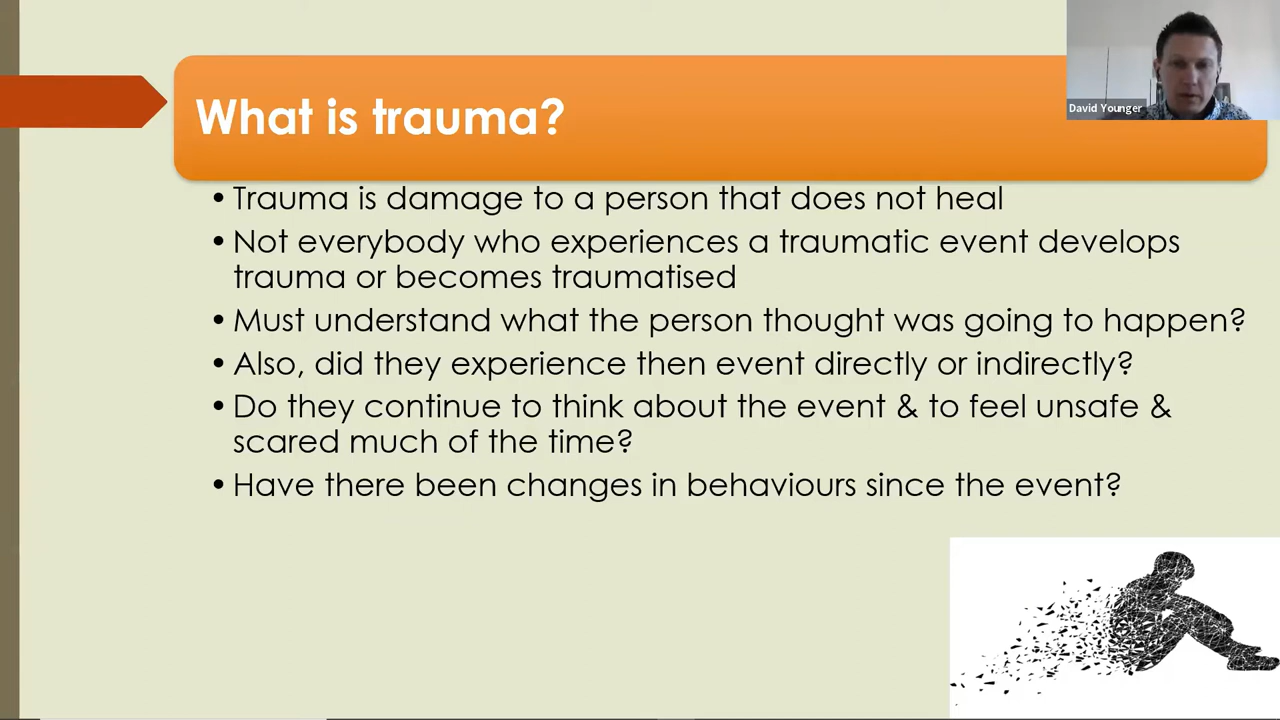 David Younger
What is trauma?
• Trauma is damage to a person that does not heal
• Not everybody who experiences a traumatic event develops
trauma or becomes traumatised
• Must understand what the person thought was going to happen?
• Also, did they experience then event directly or indirectly?
• Do they continue to think about the event & to feel unsafe &
scared much of the time?
• Have there been changes in behaviours since the event?